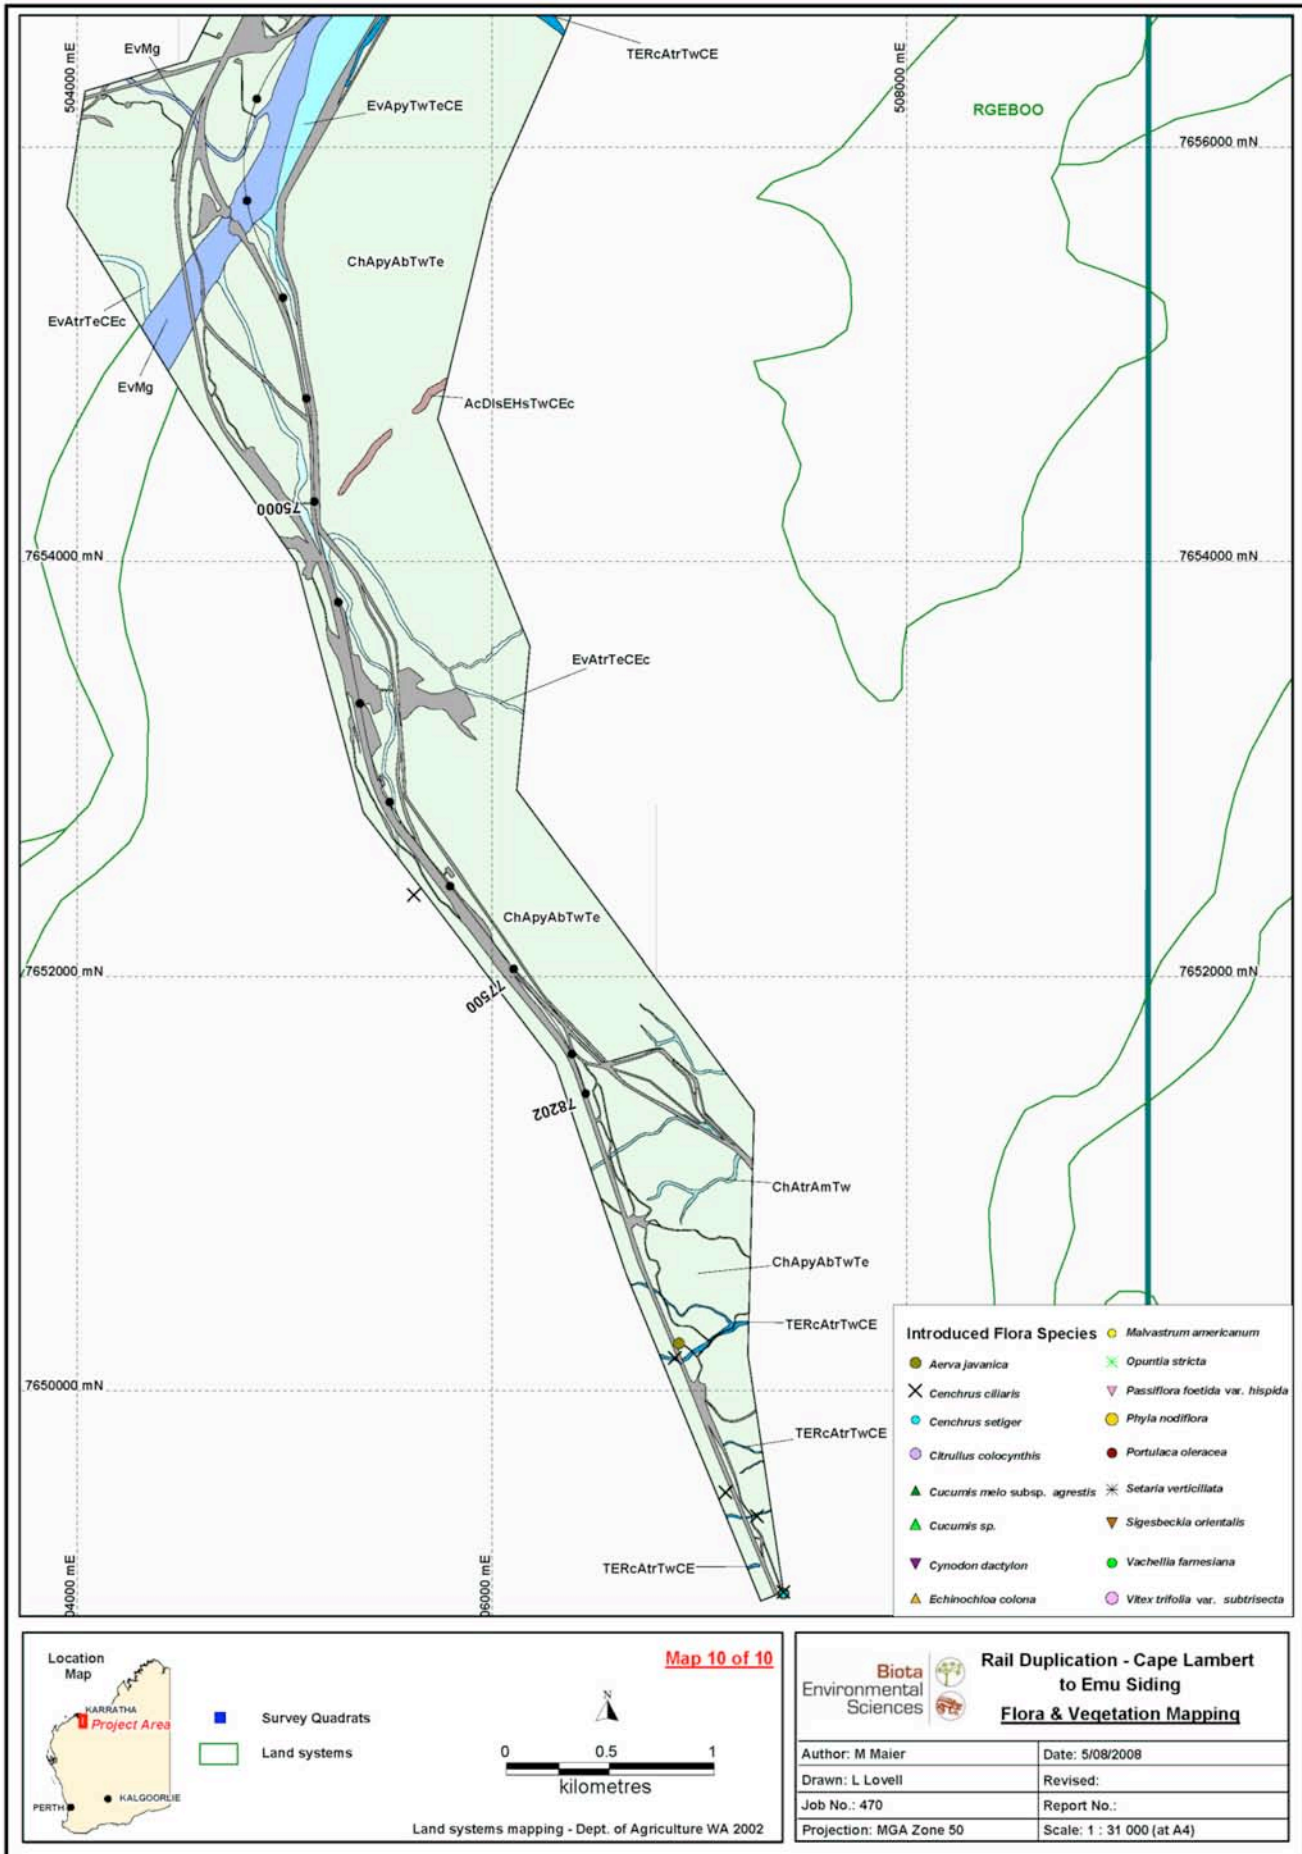 EvMg
504000 mE
TERcAtrTwCE
508000 mE
EvApyTwTeCE
RGEBOO
7656000 mN
ChApyAbTwTe
EvAtrTeCEc
EvMg
AcDIsEHsTwCEc
75000
7654000 mN
7654000 mN
EvAtrTeCEc
ChApyAbTwTe
7652000 mN
7652000 mN
77500
78202
ChAtrAmTw
ChApyAbTwTe
TERcAtrTwCE
7650000 mN
TERcAtrTwCE
TERcAtrTwCE
04000 mE
06000 mE
Introduced Flora Species
Aerva javanica
Cenchrus ciliaris
Cenchrus setiger
Citrullus colocynthis
Cucumis melo subsp. agrestis
Cucumis sp.
Cynodon dactylon
Echinochloa colona
Malvastrum americanum
Opuntia stricta
Passiflora foetida var. hispida
Phyla nodiflora
Portulaca oleracea
Setaria verticillata
Sigesbeckia orientalis
Vachellia farnesiana
Vitex trifolia var. subtrisecta
Location
Map
KARRATHA
Project Area
PERTH
KALGOORLIE
Survey Quadrats
Land systems
Map 10 of 10
N
0 0.5 1
kilometres
Land systems mapping - Dept. of Agriculture WA 2002
Biota
Environmental
Sciences
Rail Duplication - Cape Lambert
to Emu Siding
Flora & Vegetation Mapping
Author: M Maier
Date: 5/08/2008
Drawn: L Lovell
Revised:
Job No.: 470
Report No.:
Projection: MGA Zone 50
Scale: 1 : 31 000 (at A4)